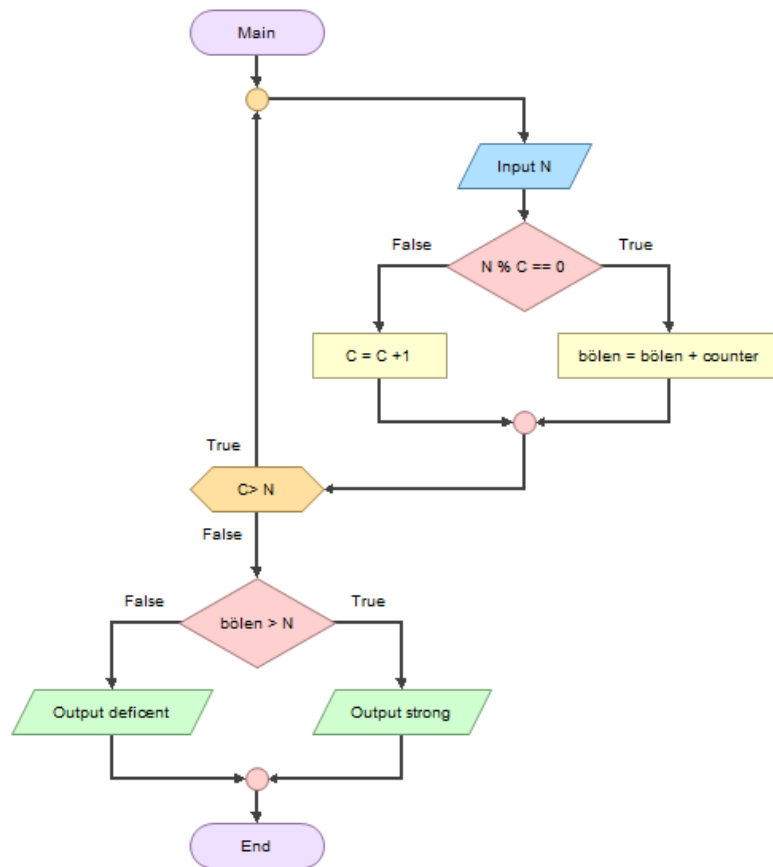 Main
Input N
False
True
N % C == 0
C = C +1
bölen = bölen + counter
True
C> N
False
False
True
bölen > N
Output deficent
Output strong
End